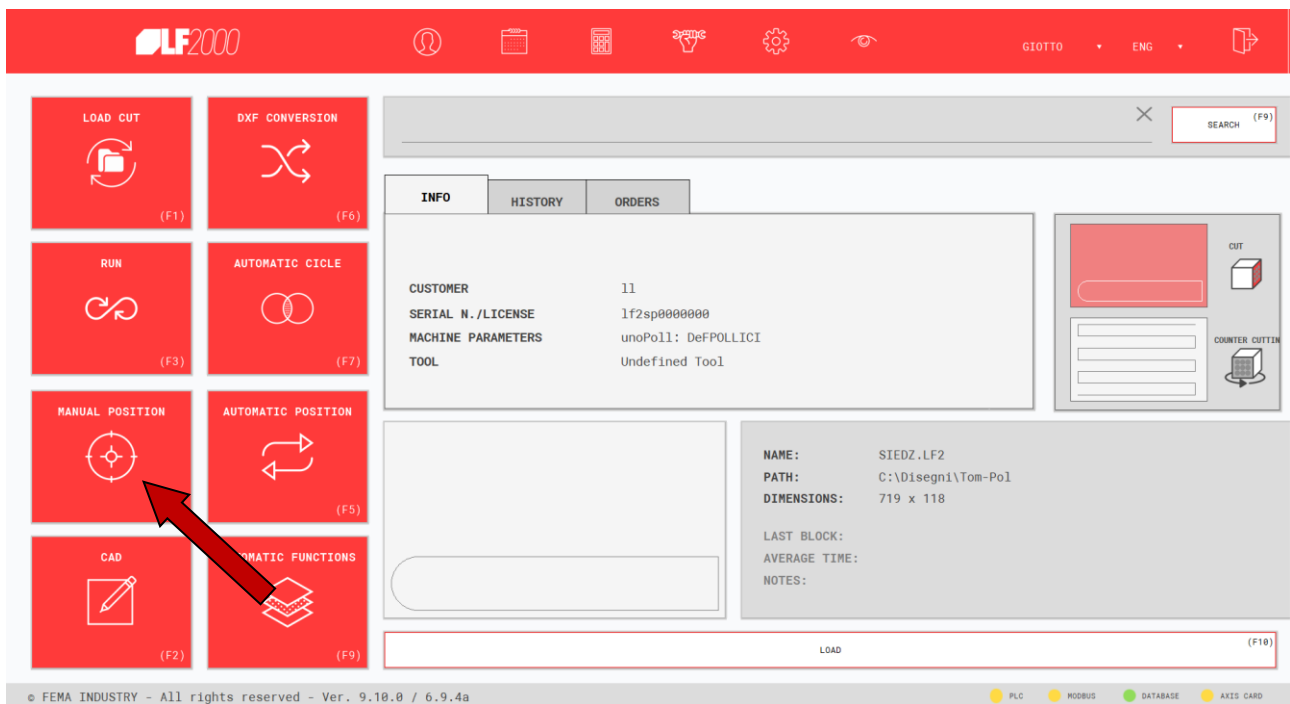 LF2000
GIOTTO ENG
LOAD CUT
(F1)
DXF CONVERSION
(F6)
SEARCH (F9)
RUN
(F3)
AUTOMATIC CICLE
(F7)
INFO HISTORY ORDERS
CUSTOMER ll
SERIAL N./LICENSE lf2sp0000000
MACHINE PARAMETERS unoPoll: DeFPOLLICI
TOOL Undefined Tool
CUT
COUNTER CUTTIN
MANUAL POSITION
AUTOMATIC POSITION
(F5)
CAD
(F2)
OMATIC FUNCTIONS
(F9)
NAME: SIEDZ.LF2
PATH: C:\Disegni\Tom-Pol
DIMENSIONS: 719 x 118
LAST BLOCK:
AVERAGE TIME:
NOTES:
LOAD (F10)
© FEMA INDUSTRY - All rights reserved - Ver. 9.10.0 / 6.9.4a
PLC MODBUS DATABASE AXIS CARD